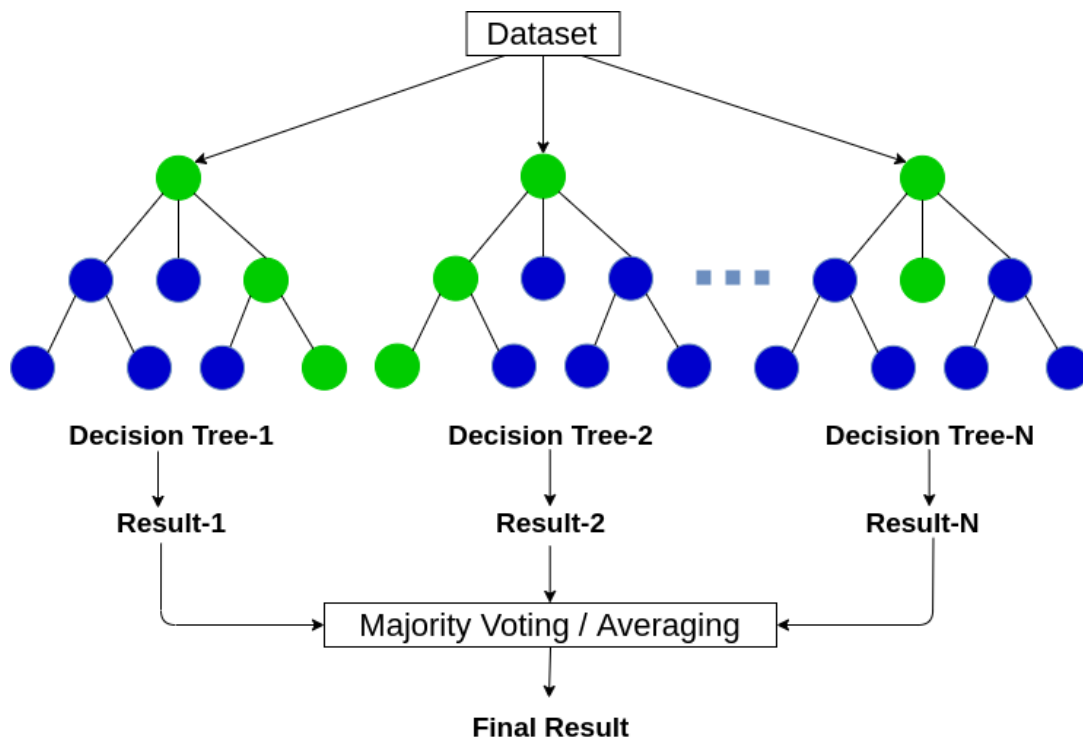 Dataset
Decision Tree-1
Decision Tree-2
Decision Tree-N
Result-1
Result-2
Result-N
Majority Voting / Averaging
Final Result